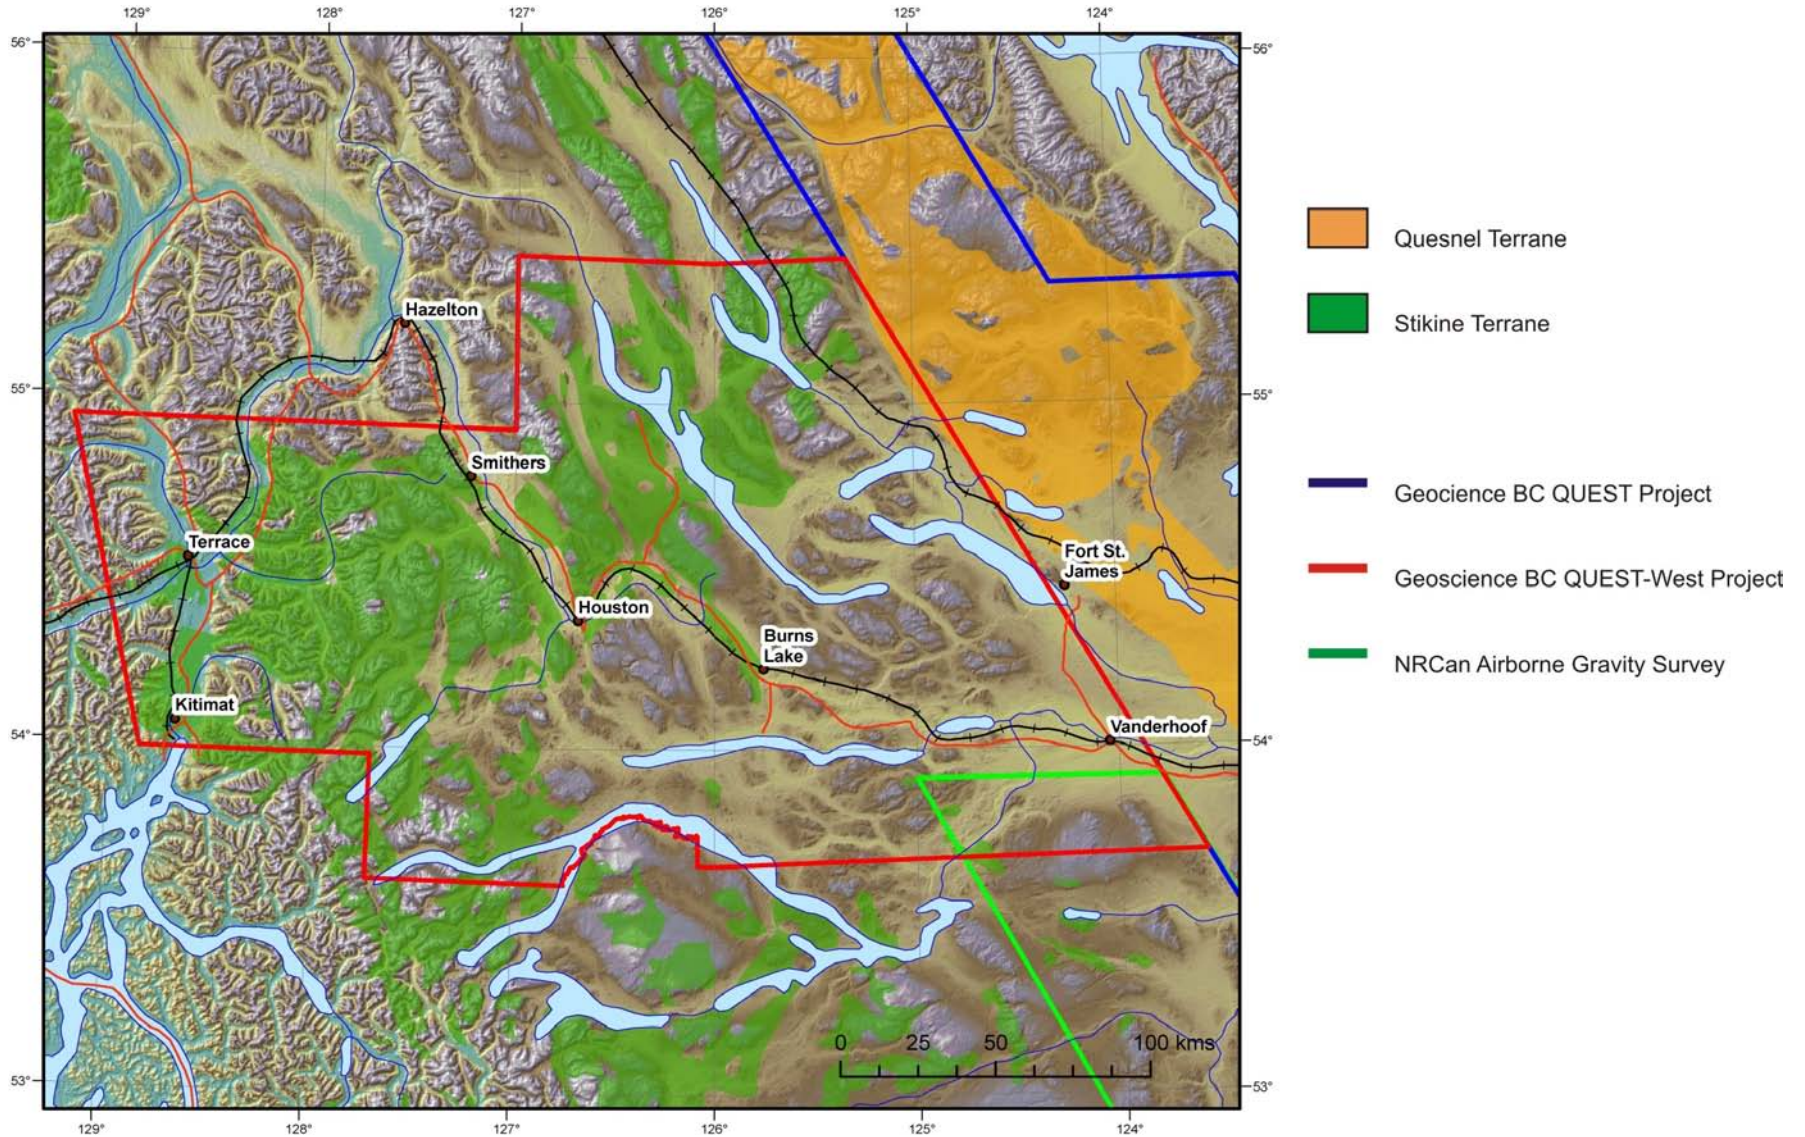 129°
128°
127°
126°
125°
124°
56°
56°
Hazelton
55°
55°
Smithers
Terrace
Fort St.
James
Houston
Burns
Lake
Kitimat
Vanderhoof
54°
54°
0 25 50 100 kms
53°
53°
129°
128°
127°
126°
125°
124°
Quesnel Terrane
Stikine Terrane
Geocience BC QUEST Project
Geoscience BC QUEST-West Project
NRCan Airborne Gravity Survey